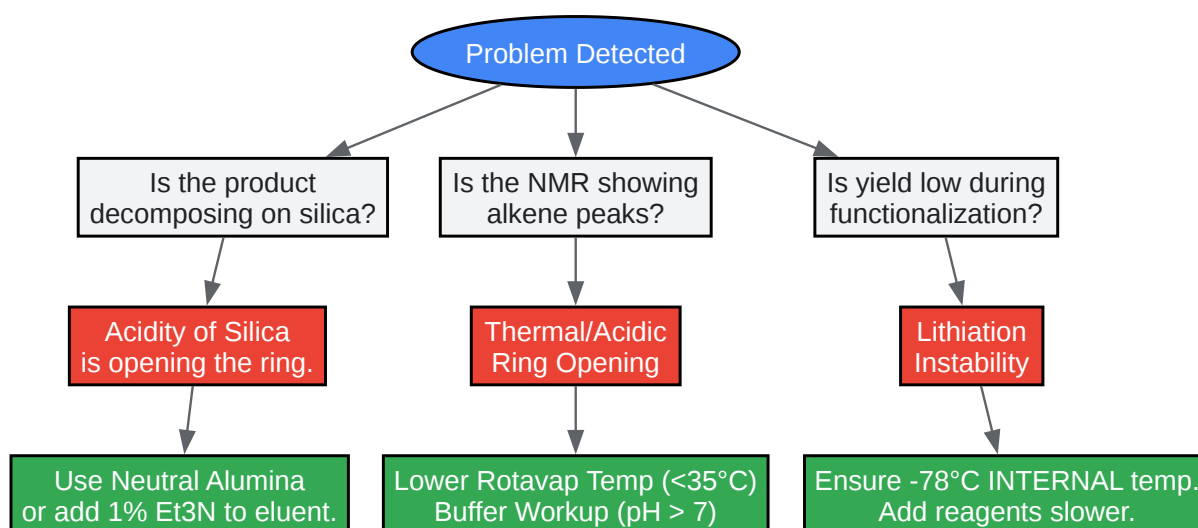 Problem Detected
Is the product
decomposing on silica?
Is the NMR showing
alkene peaks?
Is yield low during
functionalization?
Acidity of Silica
is opening the ring.
Thermal/Acidic
Ring Opening
Lithiation
Instability
Use Neutral Alumina
or add 1% Et3N to eluent.
Lower Rotavap Temp (<35°C)
Buffer Workup (pH > 7)
Ensure -78°C INTERNAL temp.
Add reagents slower.